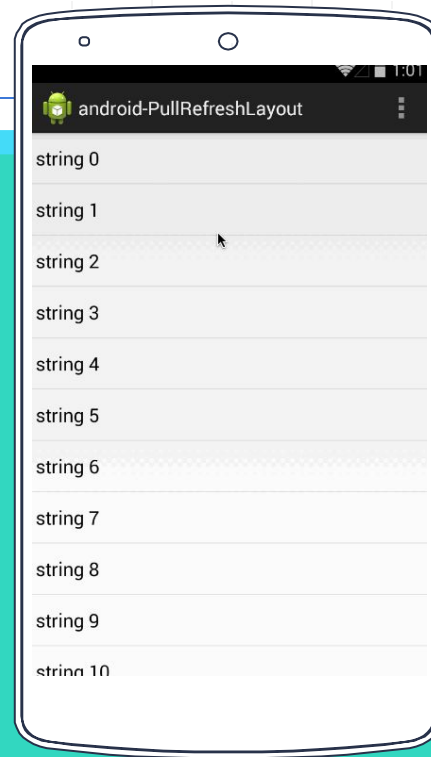 1:01
android-PullRefreshLayout
string 0
string 1
string 2
string 3
string 4
string 5
string 6
string 7
string 8
string 9
string 10